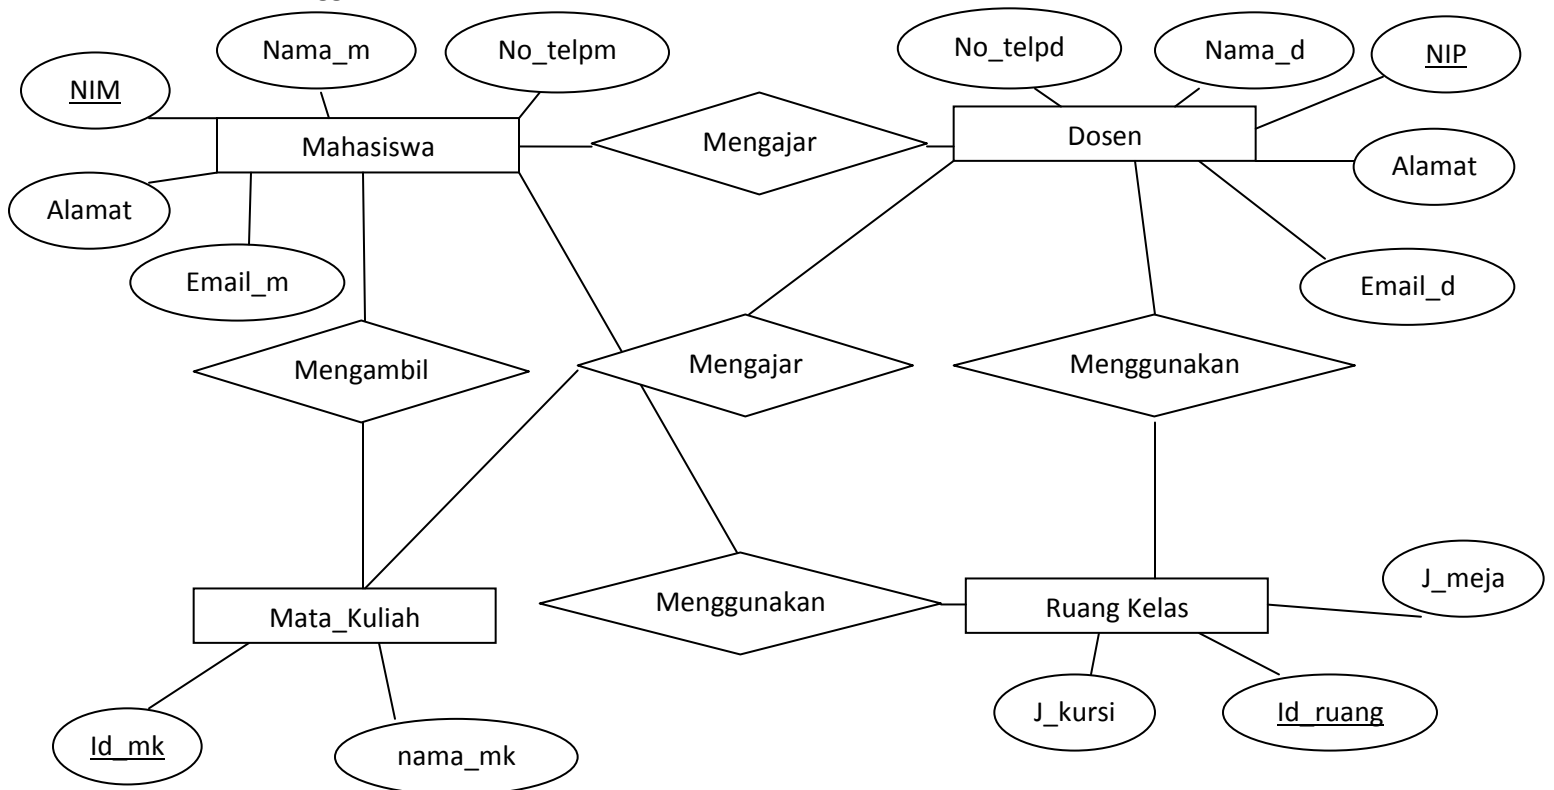 Nama_m
No_telpm
No_telpd
Nama_d
NIP
NIM
Mahasiswa
Mengajar
Dosen
Alamat
Alamat
Email_m
Email_d
Mengambil
Mengajar
Menggunakan
J_meja
Mata_Kuliah
Menggunakan
Ruang Kelas
Id_mk
nama_mk
J_kursi
Id_ruang